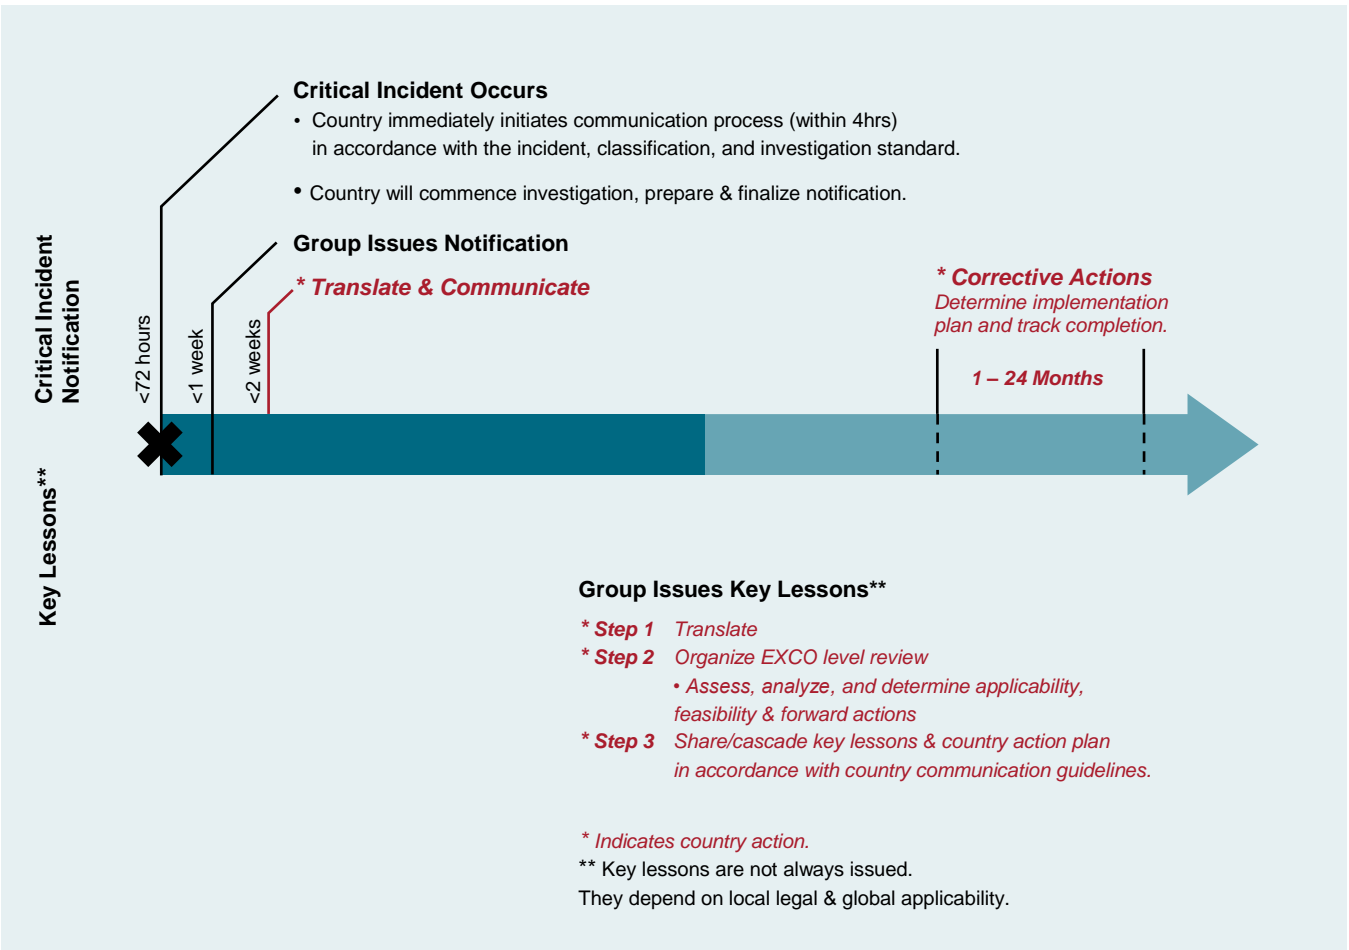 Critical Incident Occurs
• Country immediately initiates communication process (within 4hrs)
in accordance with the incident, classification, and investigation standard.
• Country will commence investigation, prepare & finalize notification.
Group Issues Notification
* Translate & Communicate
* Corrective Actions
Determine implementation
plan and track completion.
1 – 24 Months
Critical Incident
Notification
<72 hours
<1 week
<2 weeks
Key Lessons**
Group Issues Key Lessons**
* Step 1 Translate
* Step 2 Organize EXCO level review
• Assess, analyze, and determine applicability,
feasibility & forward actions
* Step 3 Share/cascade key lessons & country action plan
in accordance with country communication guidelines.
* Indicates country action.
** Key lessons are not always issued.
They depend on local legal & global applicability.